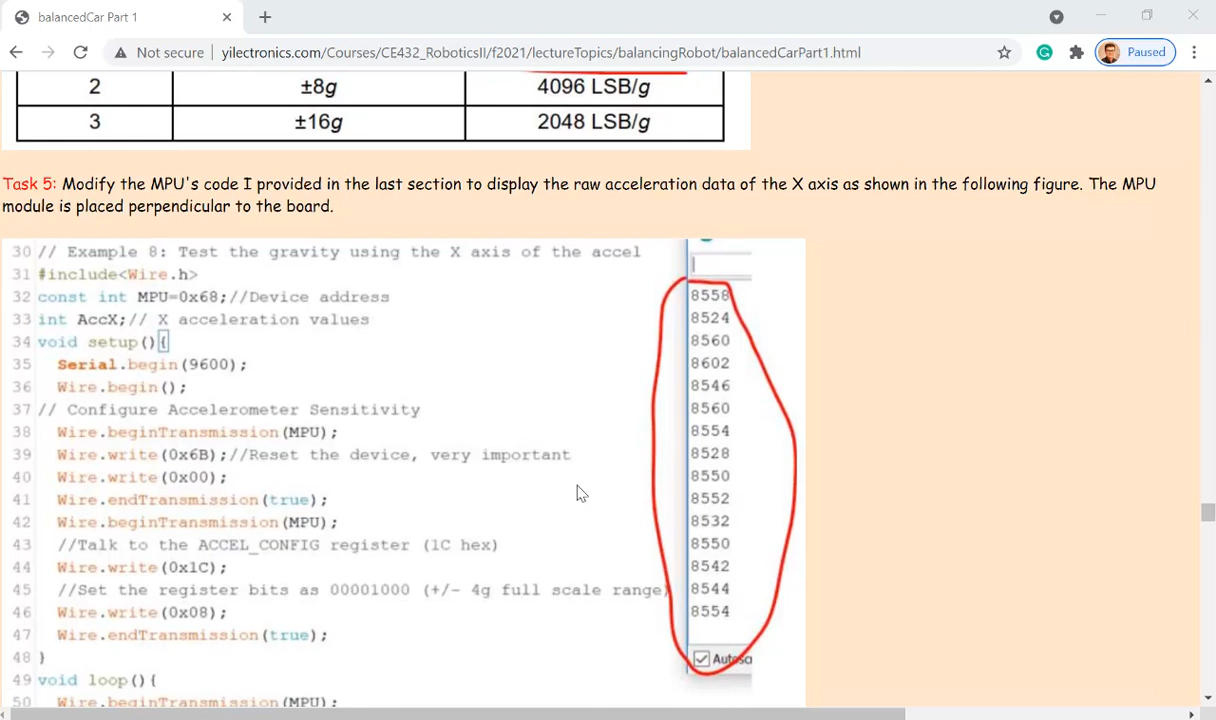 balancedCar Part 1
Not secure yilectronics.com/Courses/CE432_RoboticsII/f2021/lectureTopics/balancingRobot/balancedCarPart1.html Paused
2 ±8g 4096 LSB/g
3 ±16g 2048 LSB/g
Task 5: Modify the MPU's code I provided in the last section to display the raw acceleration data of the X axis as shown in the following figure. The MPU
module is placed perpendicular to the board.
30 // Example 8: Test the gravity using the X axis of the accel
31 #include<Wire.h>
32 const int MPU=0x68;//Device address
33 int AccX;// X acceleration values
34 void setup(){
35 Serial.begin(9600);
36 Wire.begin();
37 // Configure Accelerometer Sensitivity
38 Wire.beginTransmission(MPU);
39 Wire.write(0x6B);//Reset the device, very important
40 Wire.write(0x00);
41 Wire.endTransmission(true);
42 Wire.beginTransmission(MPU);
43 //Talk to the ACCEL_CONFIG register (1C hex)
44 Wire.write(0x1C);
45 //Set the register bits as 00001000 (+/- 4g full scale range)
46 Wire.write(0x08);
47 Wire.endTransmission(true);
48 }
49 void loop(){
50 Wire.beginTransmission(MPU);
8558
8524
8560
8602
8546
8560
8554
8528
8550
8552
8532
8550
8542
8544
8554
Autosc